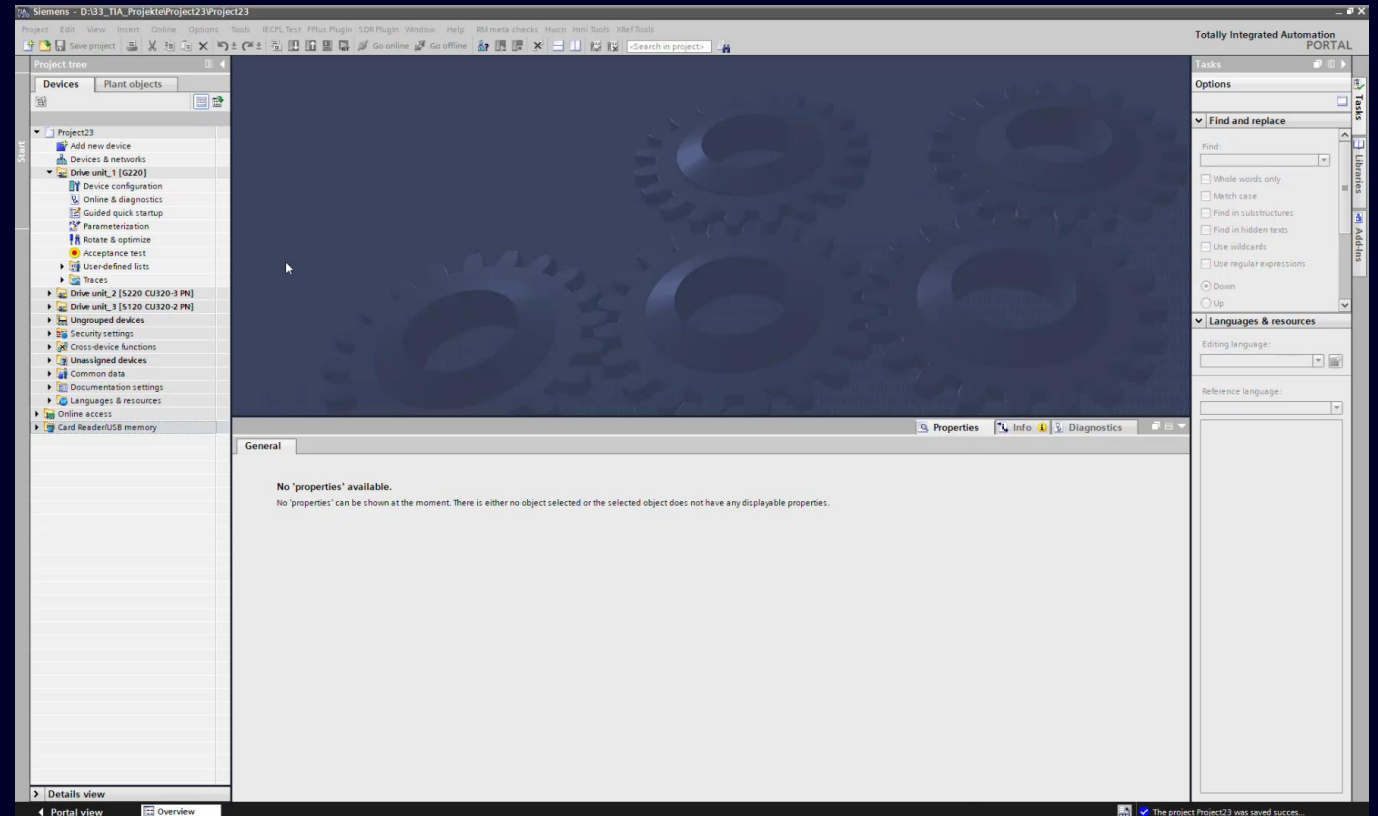 Siemens - D:\33_TIA_Projekte\Project23\Project23
Project Edit View Insert Online Options Tools IECPL Test FPlus Plugin SDR Plugin Window Help RM meta checks Hmi Tools XRef Tools
Totally Integrated Automation
PORTAL
Save project Go online Go offline <Search in project>
Project tree
Devices Plant objects
Start
Project23
Add new device
Devices & networks
Drive unit_1 [G220]
Device configuration
Online & diagnostics
Guided quick startup
Parameterization
Rotate & optimize
Acceptance test
User-defined lists
Traces
Drive unit_2 [S220 CU320-3 PN]
Drive unit_3 [S120 CU320-2 PN]
Ungrouped devices
Security settings
Cross-device functions
Unassigned devices
Common data
Documentation settings
Languages & resources
Online access
Card Reader/USB memory
Details view
Properties Info Diagnostics
General
No 'properties' available.
No 'properties' can be shown at the moment. There is either no object selected or the selected object does not have any displayable properties.
Tasks
Options
Find and replace
Find:
Whole words only
Match case
Find in substructures
Find in hidden texts
Use wildcards
Use regular expressions
Down
Up
Languages & resources
Editing language:
Reference language:
Tasks
Libraries
Add-Ins
Portal view Overview The project Project23 was saved succes...